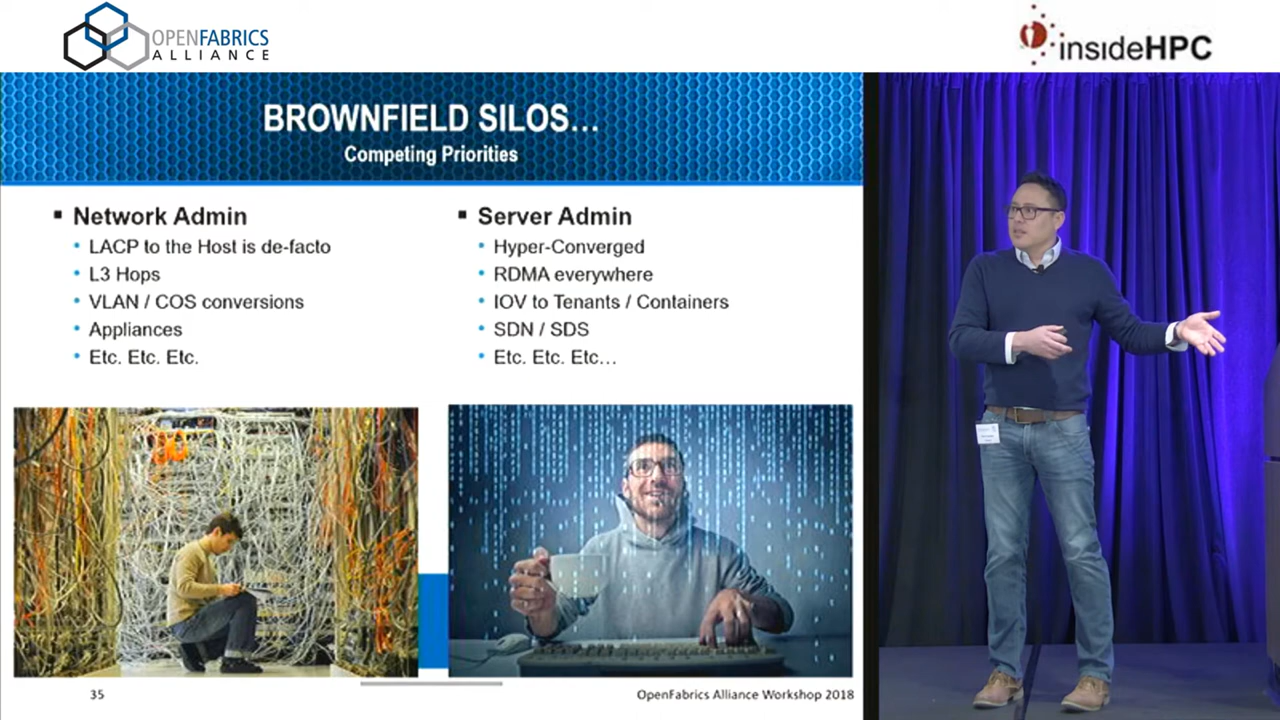 OPENFABRICS
ALLIANCE
insideHPC
BROWNFIELD SILOS...
Competing Priorities
▪ Network Admin
• LACP to the Host is de-facto
• L3 Hops
• VLAN / COS conversions
• Appliances
• Etc. Etc. Etc.
▪ Server Admin
• Hyper-Converged
• RDMA everywhere
• IOV to Tenants / Containers
• SDN / SDS
• Etc. Etc. Etc...
35
OpenFabrics Alliance Workshop 2018